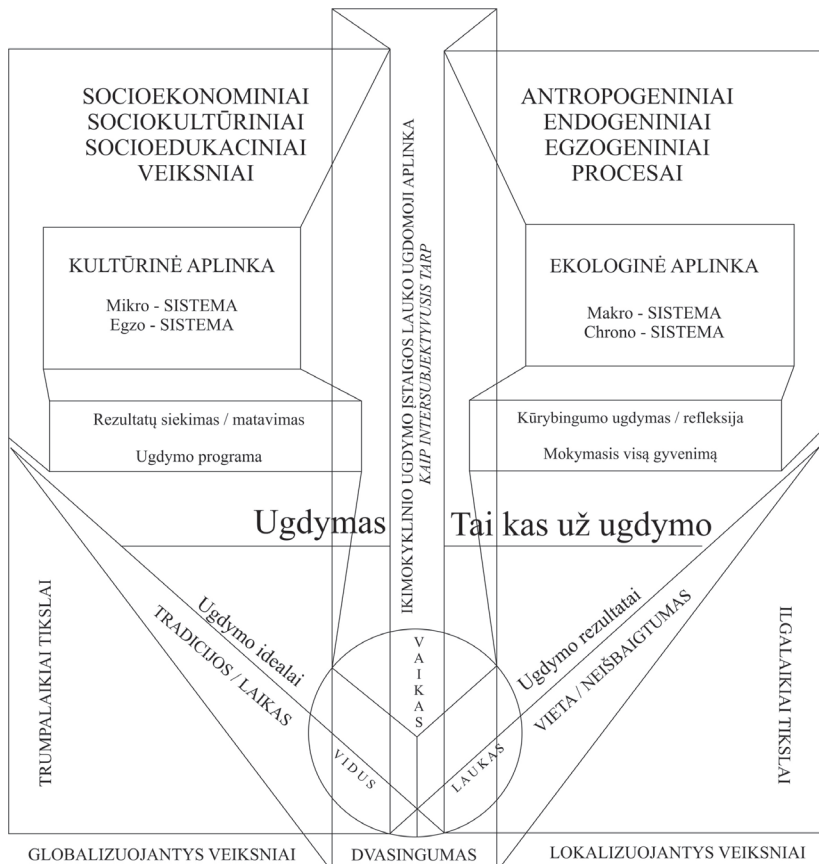 SOCIOEKONOMINIAI
SOCIOKULTŪRINIAI
SOCIOEDUKACINIAI
VEIKSNIAI
ANTROPOGENINIAI
ENDOGENINIAI
EGZOGENINIAI
PROCESAI
IKIMOKYKLINIO UGDYMO ĮSTAIGOS LAUKO UGDOMOJI APLINKA
KAIP INTERSUBJEKTYVUSIS TARP
KULTŪRINĖ APLINKA
Mikro - SISTEMA
Egzo - SISTEMA
EKOLOGINĖ APLINKA
Makro - SISTEMA
Chrono - SISTEMA
Rezultatų siekimas / matavimas
Ugdymo programa
Kūrybingumo ugdymas / refleksija
Mokymasis visą gyvenimą
Ugdymas
Tai kas už ugdymo
TRUMPALAIKIAI TIKSLAI
Ugdymo idealai
TRADICIJOS / LAIKAS
VAIKAS
Ugdymo rezultatai
VIETA / NEIŠBAIGTUMAS
ILGALAIKIAI TIKSLAI
VIDUS
LAUKAS
GLOBALIZUOJANTYS VEIKSNIAI
DVASINGUMAS
LOKALIZUOJANTYS VEIKSNIAI